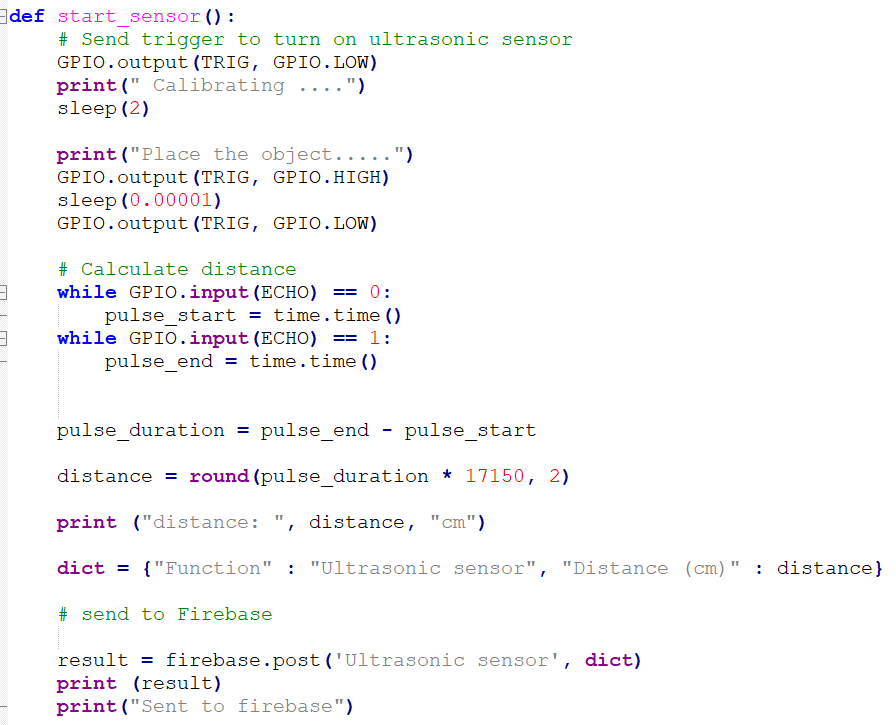 def start_sensor():
    # Send trigger to turn on ultrasonic sensor
    GPIO.output(TRIG, GPIO.LOW)
    print(" Calibrating ....")
    sleep(2)

    print("Place the object.....")
    GPIO.output(TRIG, GPIO.HIGH)
    sleep(0.00001)
    GPIO.output(TRIG, GPIO.LOW)

    # Calculate distance
    while GPIO.input(ECHO) == 0:
        pulse_start = time.time()
    while GPIO.input(ECHO) == 1:
        pulse_end = time.time()

    pulse_duration = pulse_end - pulse_start

    distance = round(pulse_duration * 17150, 2)

    print ("distance: ", distance, "cm")

    dict = {"Function" : "Ultrasonic sensor", "Distance (cm)" : distance}

    # send to Firebase

    result = firebase.post('Ultrasonic sensor', dict)
    print (result)
    print("Sent to firebase")